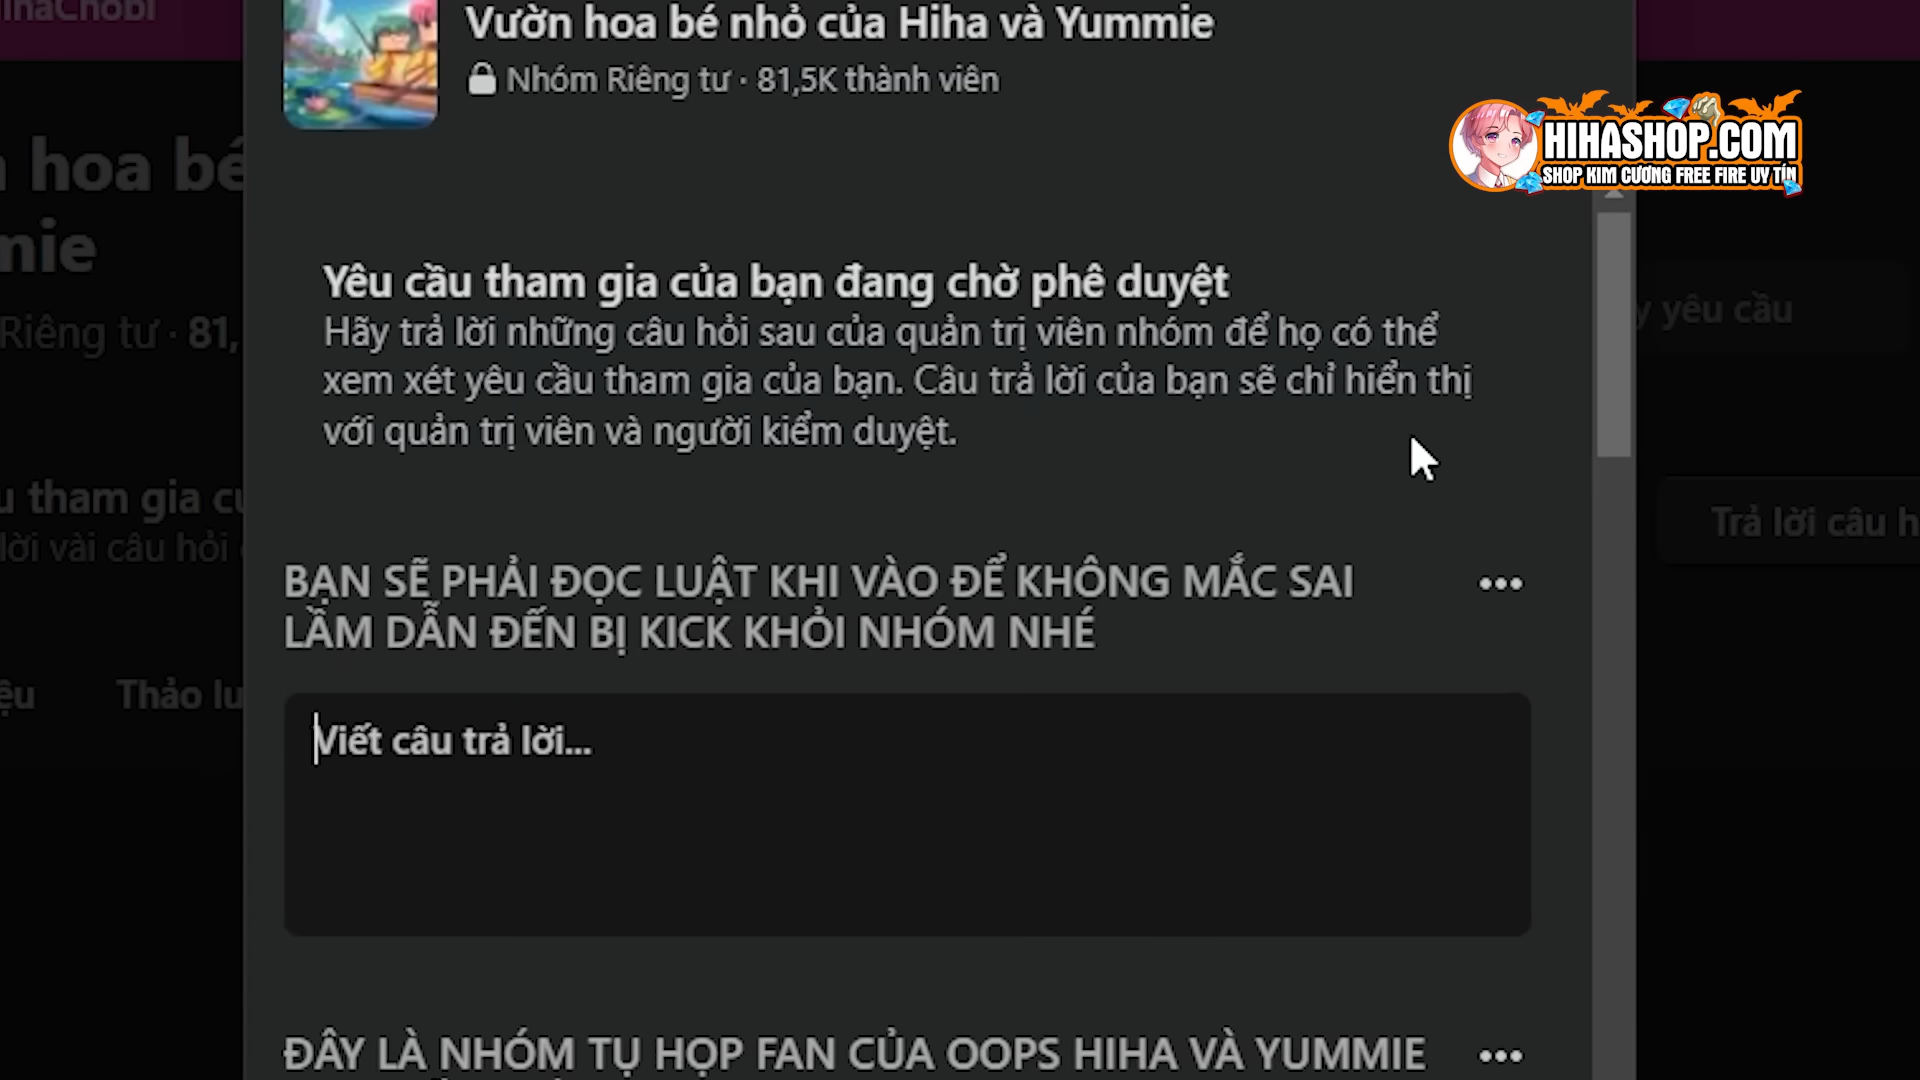 Vườn hoa bé nhỏ của Hiha và Yummie
Nhóm Riêng tư · 81,5K thành viên
HIHASHOP.COM
SHOP KIM CƯƠNG FREE FIRE UY TÍN
hoa bé
Riêng tư · 81,
yêu cầu
Yêu cầu tham gia của bạn đang chờ phê duyệt
Hãy trả lời những câu hỏi sau của quản trị viên nhóm để họ có thể
xem xét yêu cầu tham gia của bạn. Câu trả lời của bạn sẽ chỉ hiển thị
với quản trị viên và người kiểm duyệt.
tham gia
lời vài câu hỏi
Trả lời câu
BẠN SẼ PHẢI ĐỌC LUẬT KHI VÀO ĐỂ KHÔNG MẮC SAI
LẦM DẪN ĐẾN BỊ KICK KHỎI NHÓM NHÉ
Thảo
Viết câu trả lời...
ĐÂY LÀ NHÓM TỤ HỌP FAN CỦA OOPS HIHA VÀ YUMMIE